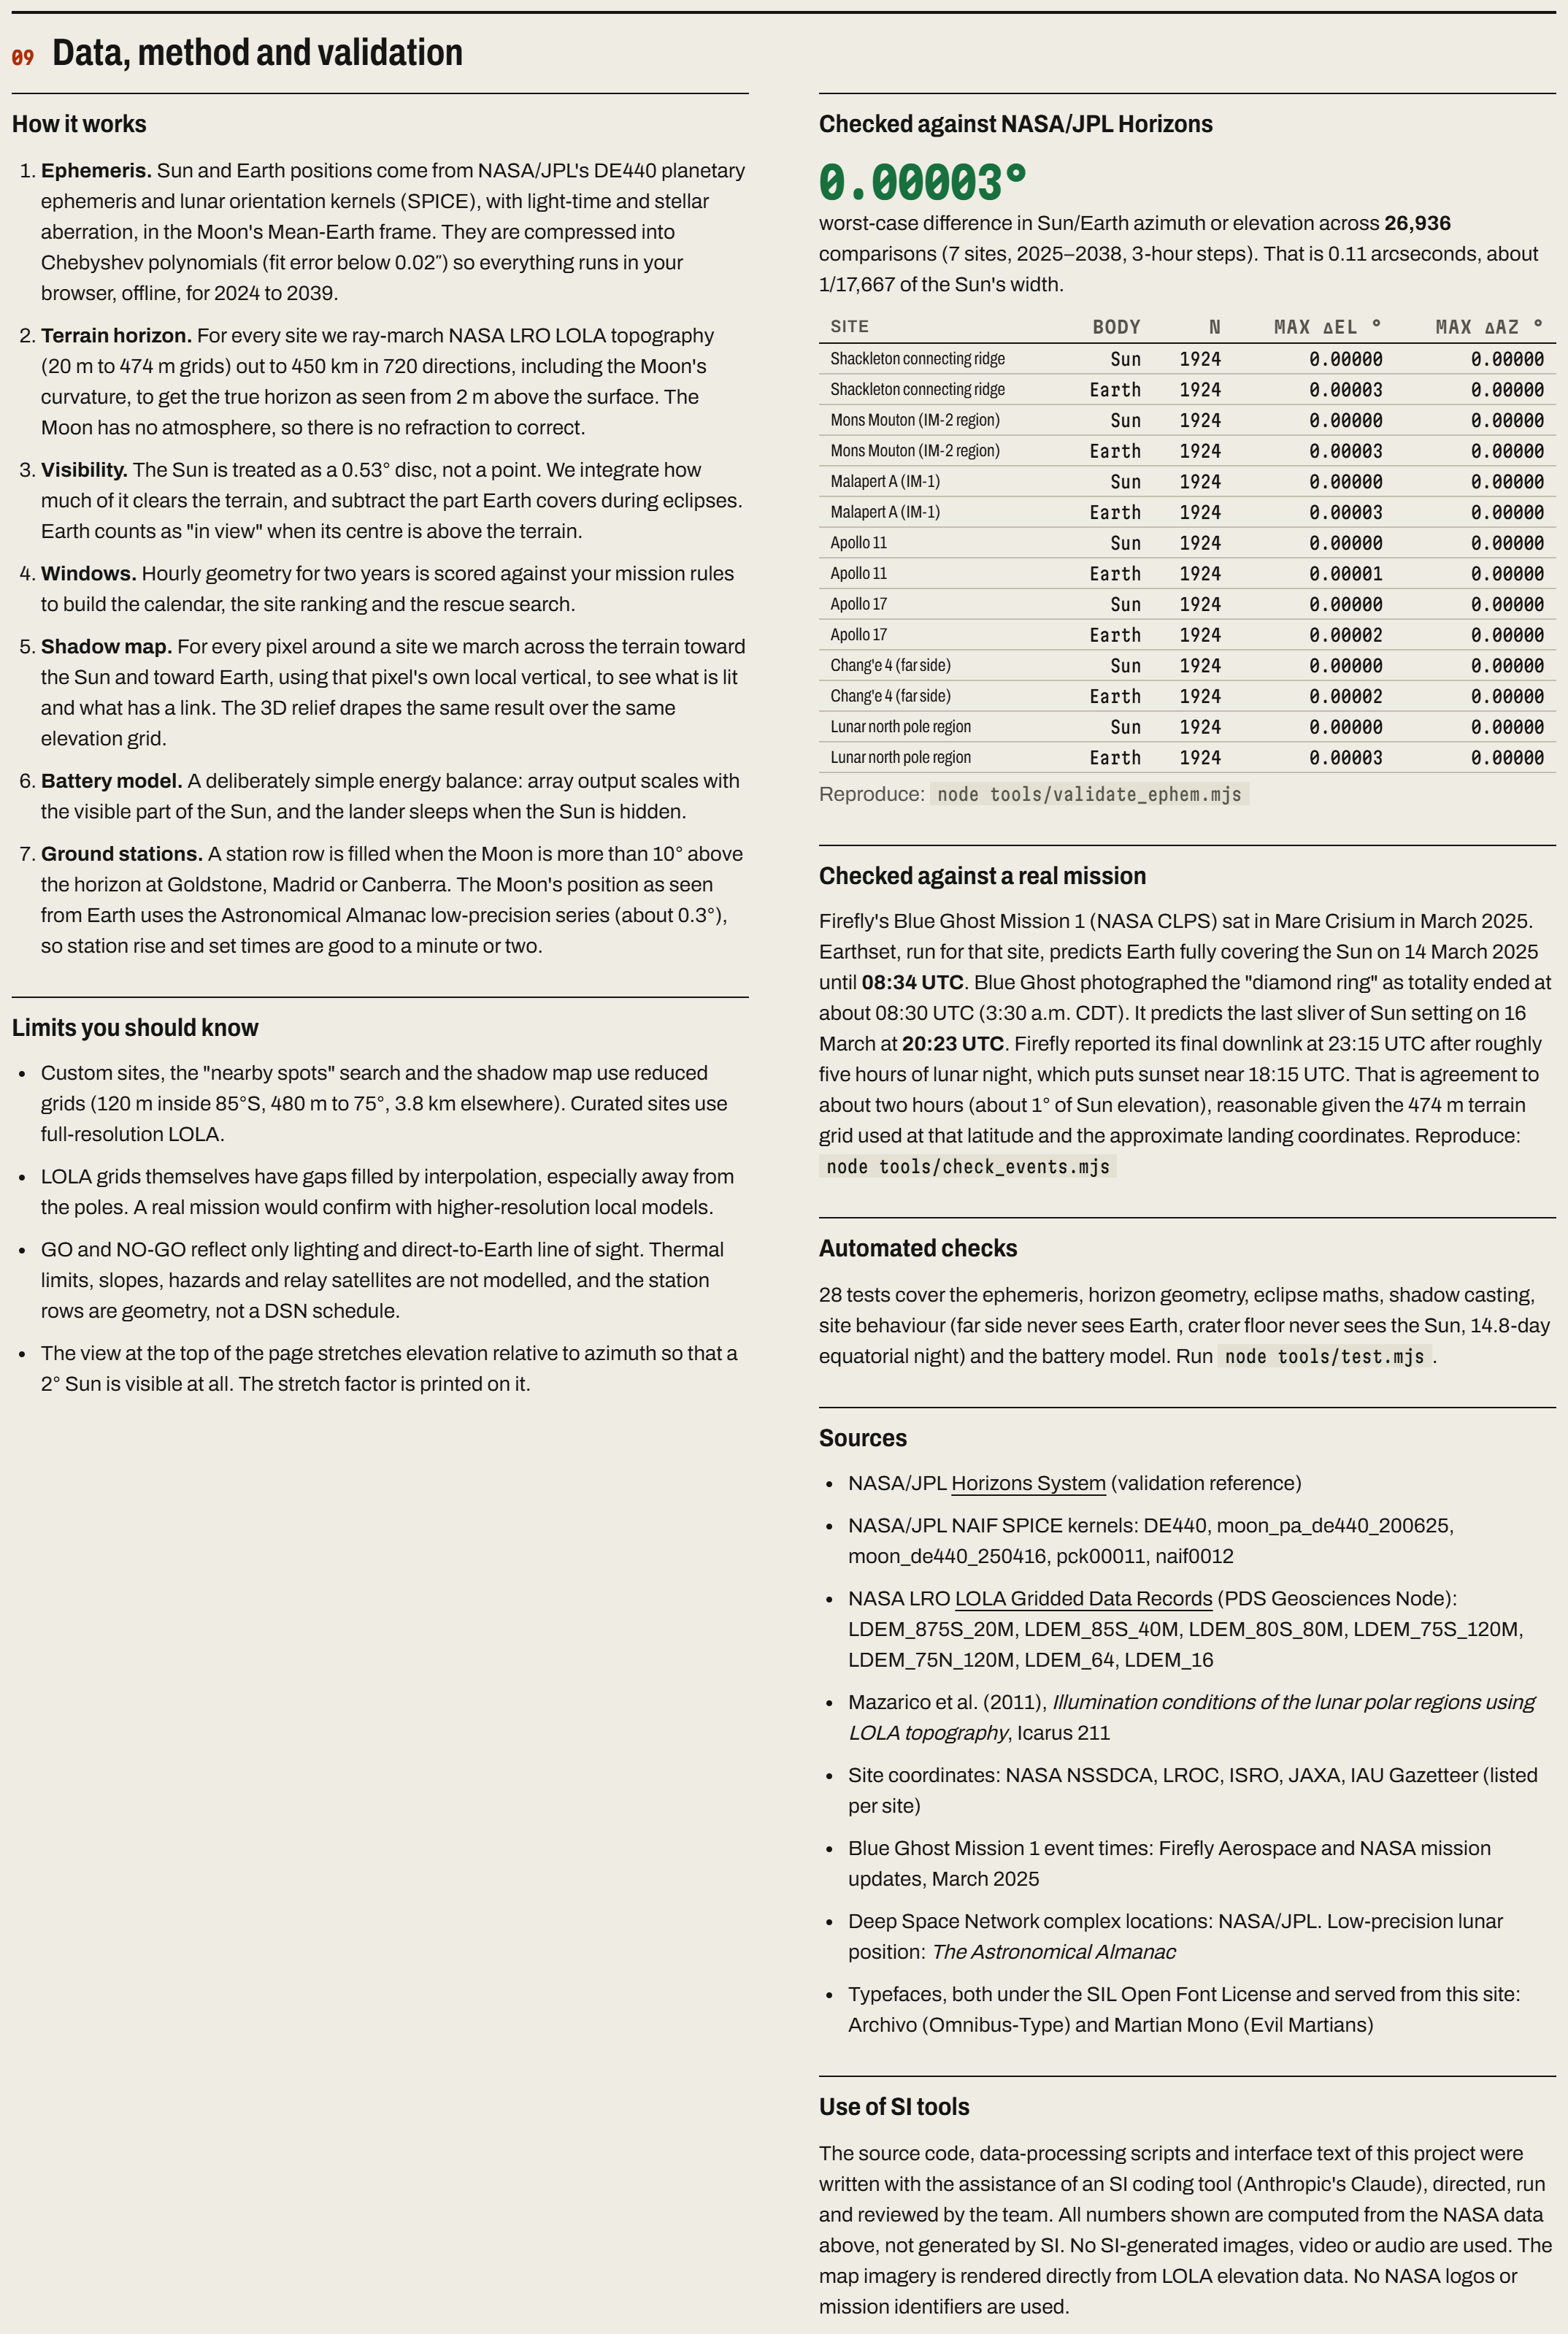 09 Data, method and validation
How it works
1. Ephemeris. Sun and Earth positions come from NASA/JPL's DE440 planetary
ephemeris and lunar orientation kernels (SPICE), with light-time and stellar
aberration, in the Moon's Mean-Earth frame. They are compressed into
Chebyshev polynomials (fit error below 0.02″) so everything runs in your
browser, offline, for 2024 to 2039.
2. Terrain horizon. For every site we ray-march NASA LRO LOLA topography
(20 m to 474 m grids) out to 450 km in 720 directions, including the Moon's
curvature, to get the true horizon as seen from 2 m above the surface. The
Moon has no atmosphere, so there is no refraction to correct.
3. Visibility. The Sun is treated as a 0.53° disc, not a point. We integrate how
much of it clears the terrain, and subtract the part Earth covers during eclipses.
Earth counts as "in view" when its centre is above the terrain.
4. Windows. Hourly geometry for two years is scored against your mission rules
to build the calendar, the site ranking and the rescue search.
5. Shadow map. For every pixel around a site we march across the terrain toward
the Sun and toward Earth, using that pixel's own local vertical, to see what is lit
and what has a link. The 3D relief drapes the same result over the same
elevation grid.
6. Battery model. A deliberately simple energy balance: array output scales with
the visible part of the Sun, and the lander sleeps when the Sun is hidden.
7. Ground stations. A station row is filled when the Moon is more than 10° above
the horizon at Goldstone, Madrid or Canberra. The Moon's position as seen
from Earth uses the Astronomical Almanac low-precision series (about 0.3°),
so station rise and set times are good to a minute or two.
Limits you should know
• Custom sites, the "nearby spots" search and the shadow map use reduced
grids (120 m inside 85°S, 480 m to 75°, 3.8 km elsewhere). Curated sites use
full-resolution LOLA.
• LOLA grids themselves have gaps filled by interpolation, especially away from
the poles. A real mission would confirm with higher-resolution local models.
• GO and NO-GO reflect only lighting and direct-to-Earth line of sight. Thermal
limits, slopes, hazards and relay satellites are not modelled, and the station
rows are geometry, not a DSN schedule.
• The view at the top of the page stretches elevation relative to azimuth so that a
2° Sun is visible at all. The stretch factor is printed on it.
Checked against NASA/JPL Horizons
0.00003°
worst-case difference in Sun/Earth azimuth or elevation across 26,936
comparisons (7 sites, 2025–2038, 3-hour steps). That is 0.11 arcseconds, about
1/17,667 of the Sun's width.
SITE BODY N MAX ΔEL ° MAX ΔAZ °
Shackleton connecting ridge Sun 1924 0.00000 0.00000
Shackleton connecting ridge Earth 1924 0.00003 0.00000
Mons Mouton (IM-2 region) Sun 1924 0.00000 0.00000
Mons Mouton (IM-2 region) Earth 1924 0.00003 0.00000
Malapert A (IM-1) Sun 1924 0.00000 0.00000
Malapert A (IM-1) Earth 1924 0.00003 0.00000
Apollo 11 Sun 1924 0.00000 0.00000
Apollo 11 Earth 1924 0.00001 0.00000
Apollo 17 Sun 1924 0.00000 0.00000
Apollo 17 Earth 1924 0.00002 0.00000
Chang'e 4 (far side) Sun 1924 0.00000 0.00000
Chang'e 4 (far side) Earth 1924 0.00002 0.00000
Lunar north pole region Sun 1924 0.00000 0.00000
Lunar north pole region Earth 1924 0.00003 0.00000
Reproduce: node tools/validate_ephem.mjs
Checked against a real mission
Firefly's Blue Ghost Mission 1 (NASA CLPS) sat in Mare Crisium in March 2025.
Earthset, run for that site, predicts Earth fully covering the Sun on 14 March 2025
until 08:34 UTC. Blue Ghost photographed the "diamond ring" as totality ended at
about 08:30 UTC (3:30 a.m. CDT). It predicts the last sliver of Sun setting on 16
March at 20:23 UTC. Firefly reported its final downlink at 23:15 UTC after roughly
five hours of lunar night, which puts sunset near 18:15 UTC. That is agreement to
about two hours (about 1° of Sun elevation), reasonable given the 474 m terrain
grid used at that latitude and the approximate landing coordinates. Reproduce:
node tools/check_events.mjs
Automated checks
28 tests cover the ephemeris, horizon geometry, eclipse maths, shadow casting,
site behaviour (far side never sees Earth, crater floor never sees the Sun, 14.8-day
equatorial night) and the battery model. Run node tools/test.mjs.
Sources
• NASA/JPL Horizons System (validation reference)
• NASA/JPL NAIF SPICE kernels: DE440, moon_pa_de440_200625,
moon_de440_250416, pck00011, naif0012
• NASA LRO LOLA Gridded Data Records (PDS Geosciences Node):
LDEM_875S_20M, LDEM_85S_40M, LDEM_80S_80M, LDEM_75S_120M,
LDEM_75N_120M, LDEM_64, LDEM_16
• Mazarico et al. (2011), Illumination conditions of the lunar polar regions using
LOLA topography, Icarus 211
• Site coordinates: NASA NSSDCA, LROC, ISRO, JAXA, IAU Gazetteer (listed
per site)
• Blue Ghost Mission 1 event times: Firefly Aerospace and NASA mission
updates, March 2025
• Deep Space Network complex locations: NASA/JPL. Low-precision lunar
position: The Astronomical Almanac
• Typefaces, both under the SIL Open Font License and served from this site:
Archivo (Omnibus-Type) and Martian Mono (Evil Martians)
Use of SI tools
The source code, data-processing scripts and interface text of this project were
written with the assistance of an SI coding tool (Anthropic's Claude), directed, run
and reviewed by the team. All numbers shown are computed from the NASA data
above, not generated by SI. No SI-generated images, video or audio are used. The
map imagery is rendered directly from LOLA elevation data. No NASA logos or
mission identifiers are used.